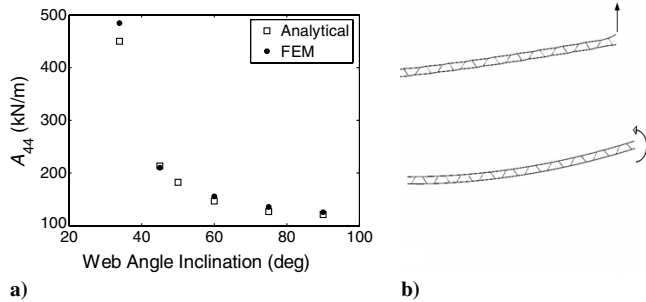 500
400
300
200
100
A44 (kN/m)
Analytical
FEM
20 40 60 80 100
Web Angle Inclination (deg)
a)
b)